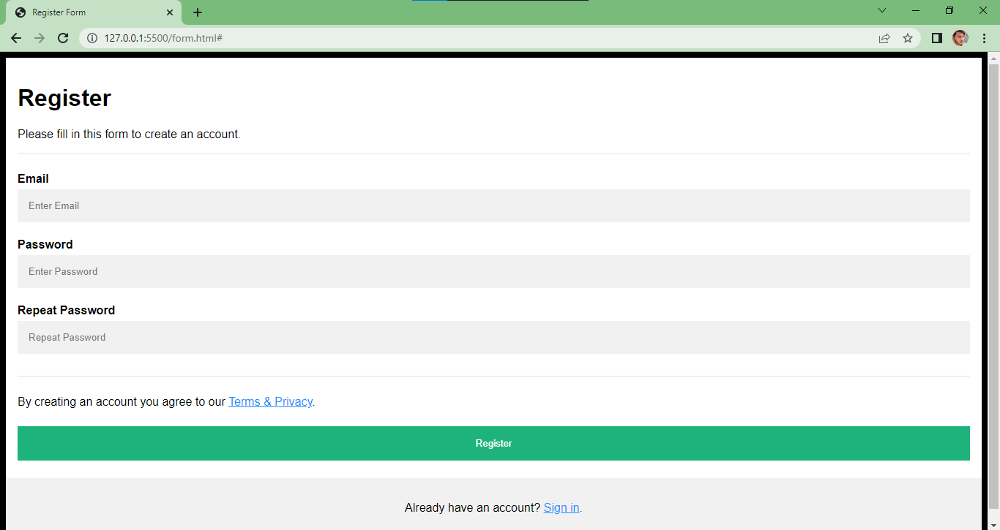 Register Form
127.0.0.1:5500/form.html#
Register
Please fill in this form to create an account.
Email
Enter Email
Password
Enter Password
Repeat Password
Repeat Password
By creating an account you agree to our Terms & Privacy.
Register
Already have an account? Sign in.